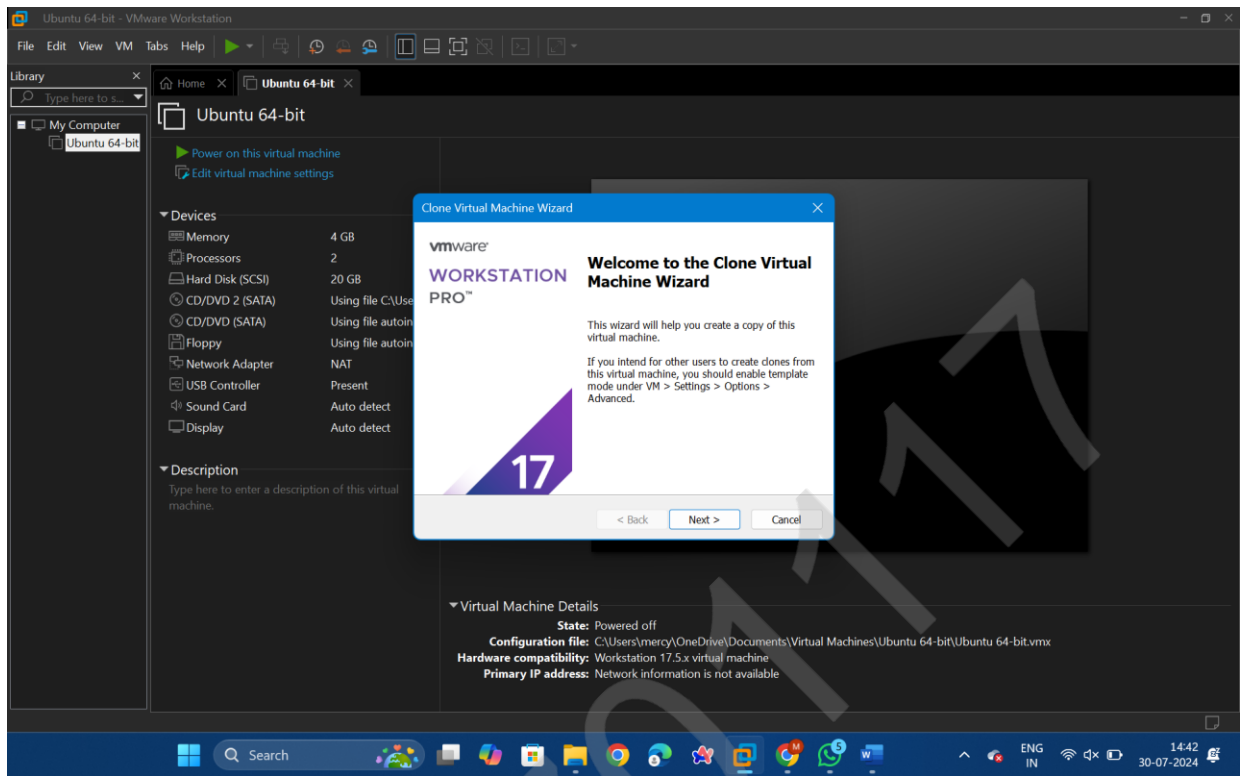 Ubuntu 64-bit - VMware Workstation
File Edit View VM Tabs Help
Library
Type here to s...
My Computer
Ubuntu 64-bit
Home
Ubuntu 64-bit
Ubuntu 64-bit
Power on this virtual machine
Edit virtual machine settings
Devices
Memory 4 GB
Processors 2
Hard Disk (SCSI) 20 GB
CD/DVD 2 (SATA) Using file C:\Use
CD/DVD (SATA) Using file autoin
Floppy Using file autoin
Network Adapter NAT
USB Controller Present
Sound Card Auto detect
Display Auto detect
Description
Type here to enter a description of this virtual
machine.
Clone Virtual Machine Wizard
vmware
WORKSTATION
PRO™
17
Welcome to the Clone Virtual
Machine Wizard
This wizard will help you create a copy of this
virtual machine.
If you intend for other users to create clones from
this virtual machine, you should enable template
mode under VM > Settings > Options >
Advanced.
< Back Next > Cancel
Virtual Machine Details
State: Powered off
Configuration file: C:\Users\mercy\OneDrive\Documents\Virtual Machines\Ubuntu 64-bit\Ubuntu 64-bit.vmx
Hardware compatibility: Workstation 17.5.x virtual machine
Primary IP address: Network information is not available
Search
ENG
IN
14:42
30-07-2024